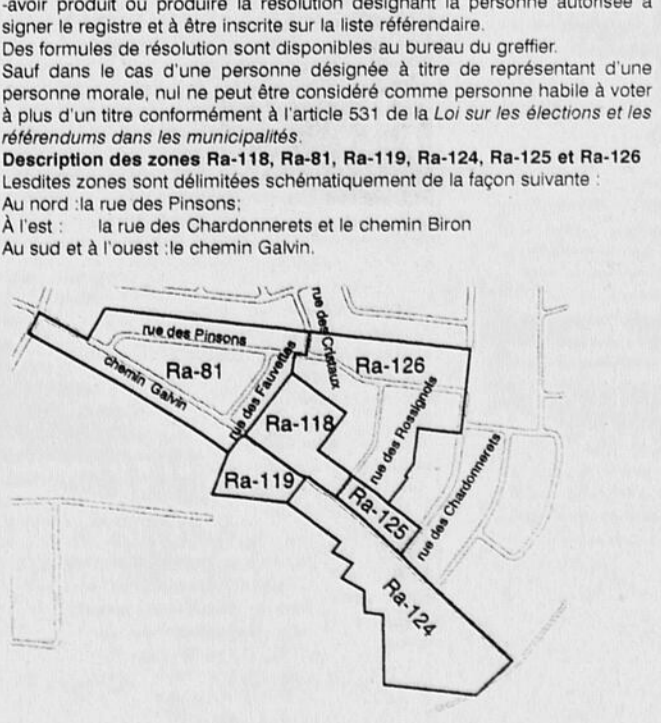 -avoir produit ou produire la résolution désignant la personne autorisée à
signer le registre et à être inscrite sur la liste référendaire.
Des formules de résolution sont disponibles au bureau du greffier.
Sauf dans le cas d'une personne désignée à titre de représentant d'une
personne morale, nul ne peut être considéré comme personne habile à voter
à plus d'un titre conformément à l'article 531 de la Loi sur les élections et les
référendums dans les municipalités.
Description des zones Ra-118, Ra-81, Ra-119, Ra-124, Ra-125 et Ra-126
Lesdites zones sont délimitées schématiquement de la façon suivante :
Au nord :la rue des Pinsons;
À l'est : la rue des Chardonnerets et le chemin Biron
Au sud et à l'ouest :le chemin Galvin.
rue des Pinsons
rue des Cristaux
Ra-81
chemin Galvin
rue des Fauvettes
Ra-126
Ra-118
rue des Rossignols
Ra-119
Ra-125
rue des Chardonnerets
Ra-124